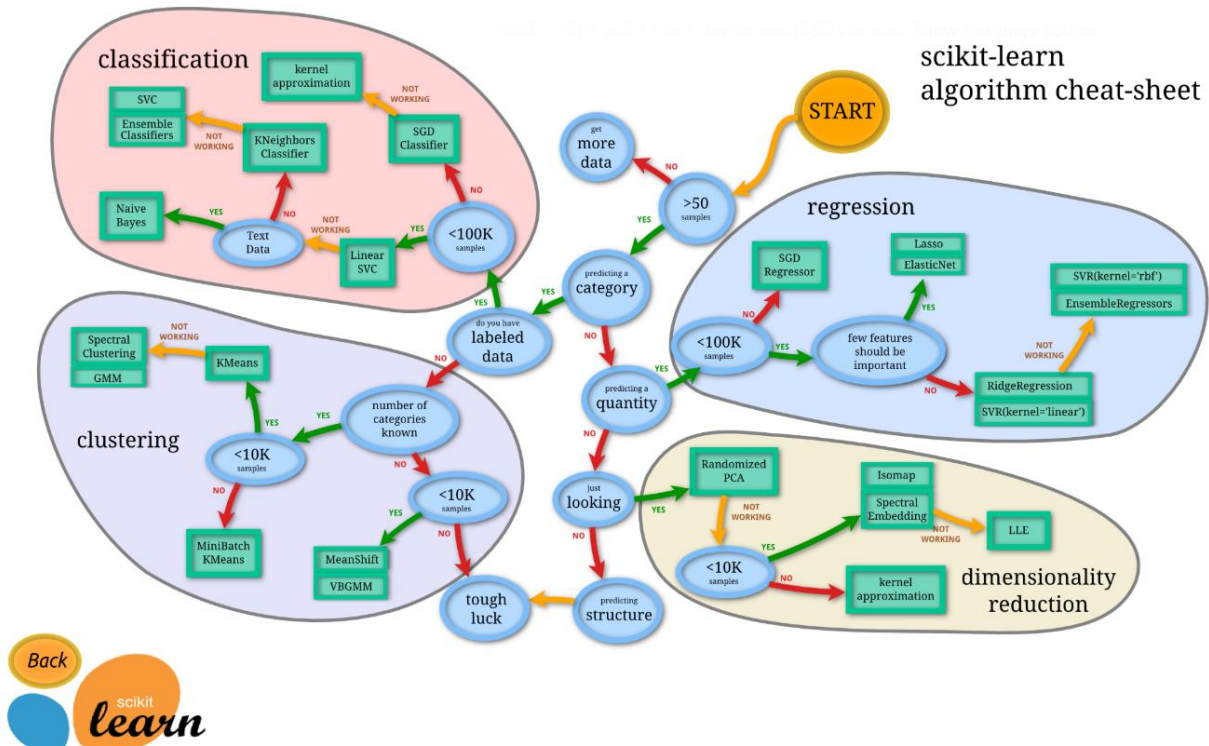 scikit-learn
algorithm cheat-sheet
START
classification
kernel
approximation
NOT
WORKING
SVC
Ensemble
Classifiers
NOT
WORKING
KNeighbors
Classifier
SGD
Classifier
NO
NO
Naive
Bayes
YES
Text
Data
NOT
WORKING
Linear
SVC
YES
<100K
samples
YES
get
more
data
NO
>50
samples
YES
predicting a
category
YES
NO
do you have
labeled
data
NO
predicting a
quantity
YES
NO
just
looking
YES
NO
predicting
structure
tough
luck
regression
SGD
Regressor
NO
<100K
samples
YES
Lasso
ElasticNet
YES
few features
should be
important
NO
SVR(kernel='rbf')
EnsembleRegressors
NOT
WORKING
RidgeRegression
SVR(kernel='linear')
clustering
Spectral
Clustering
GMM
NOT
WORKING
KMeans
YES
number of
categories
known
YES
NO
<10K
samples
NO
<10K
samples
YES
NO
MiniBatch
KMeans
MeanShift
VBGMM
Randomized
PCA
NOT
WORKING
<10K
samples
YES
NO
Isomap
Spectral
Embedding
NOT
WORKING
LLE
kernel
approximation
dimensionality
reduction
Back
scikit
learn